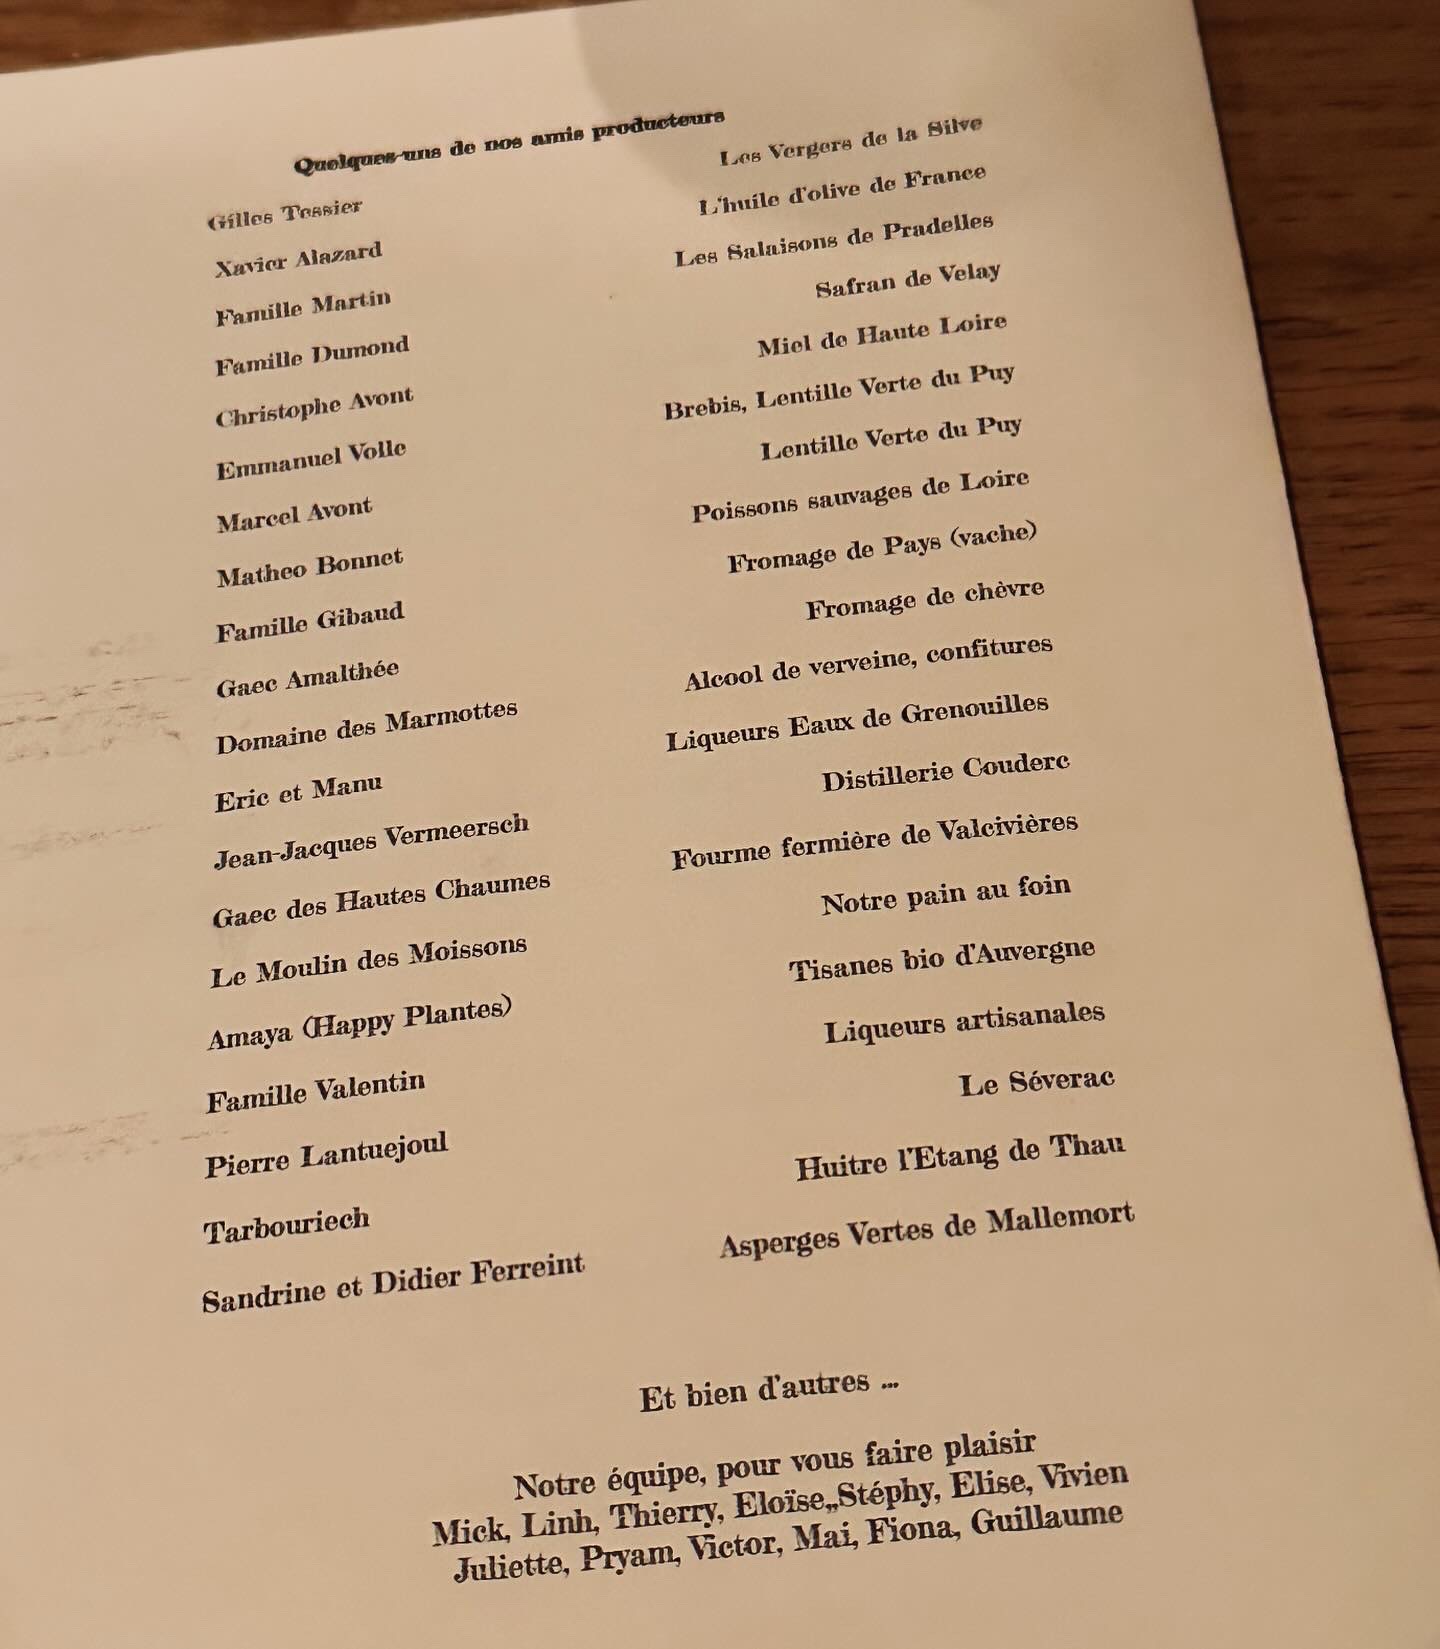 Quelques-uns de nos amis producteurs
Gilles Tessier Les Vergers de la Silve
Xavier Alazard L'huile d'olive de France
Famille Martin Les Salaisons de Pradelles
Famille Dumond Safran de Velay
Christophe Avont Miel de Haute Loire
Emmanuel Volle Brebis, Lentille Verte du Puy
Marcel Avont Lentille Verte du Puy
Matheo Bonnet Poissons sauvages de Loire
Famille Gibaud Fromage de Pays (vache)
Gaec Amalthée Fromage de chèvre
Domaine des Marmottes Alcool de verveine, confitures
Eric et Manu Liqueurs Eaux de Grenouilles
Jean-Jacques Vermeersch Distillerie Couderc
Gaec des Hautes Chaumes Fourme fermière de Valcivières
Le Moulin des Moissons Notre pain au foin
Amaya (Happy Plantes) Tisanes bio d'Auvergne
Famille Valentin Liqueurs artisanales
Pierre Lantuejoul Le Séverac
Tarbouriech Huitre l'Etang de Thau
Sandrine et Didier Ferreint Asperges Vertes de Mallemort
Et bien d'autres ...
Notre équipe, pour vous faire plaisir
Mick, Linh, Thierry, Eloïse,,Stéphy, Elise, Vivien
Juliette, Pryam, Victor, Mai, Fiona, Guillaume